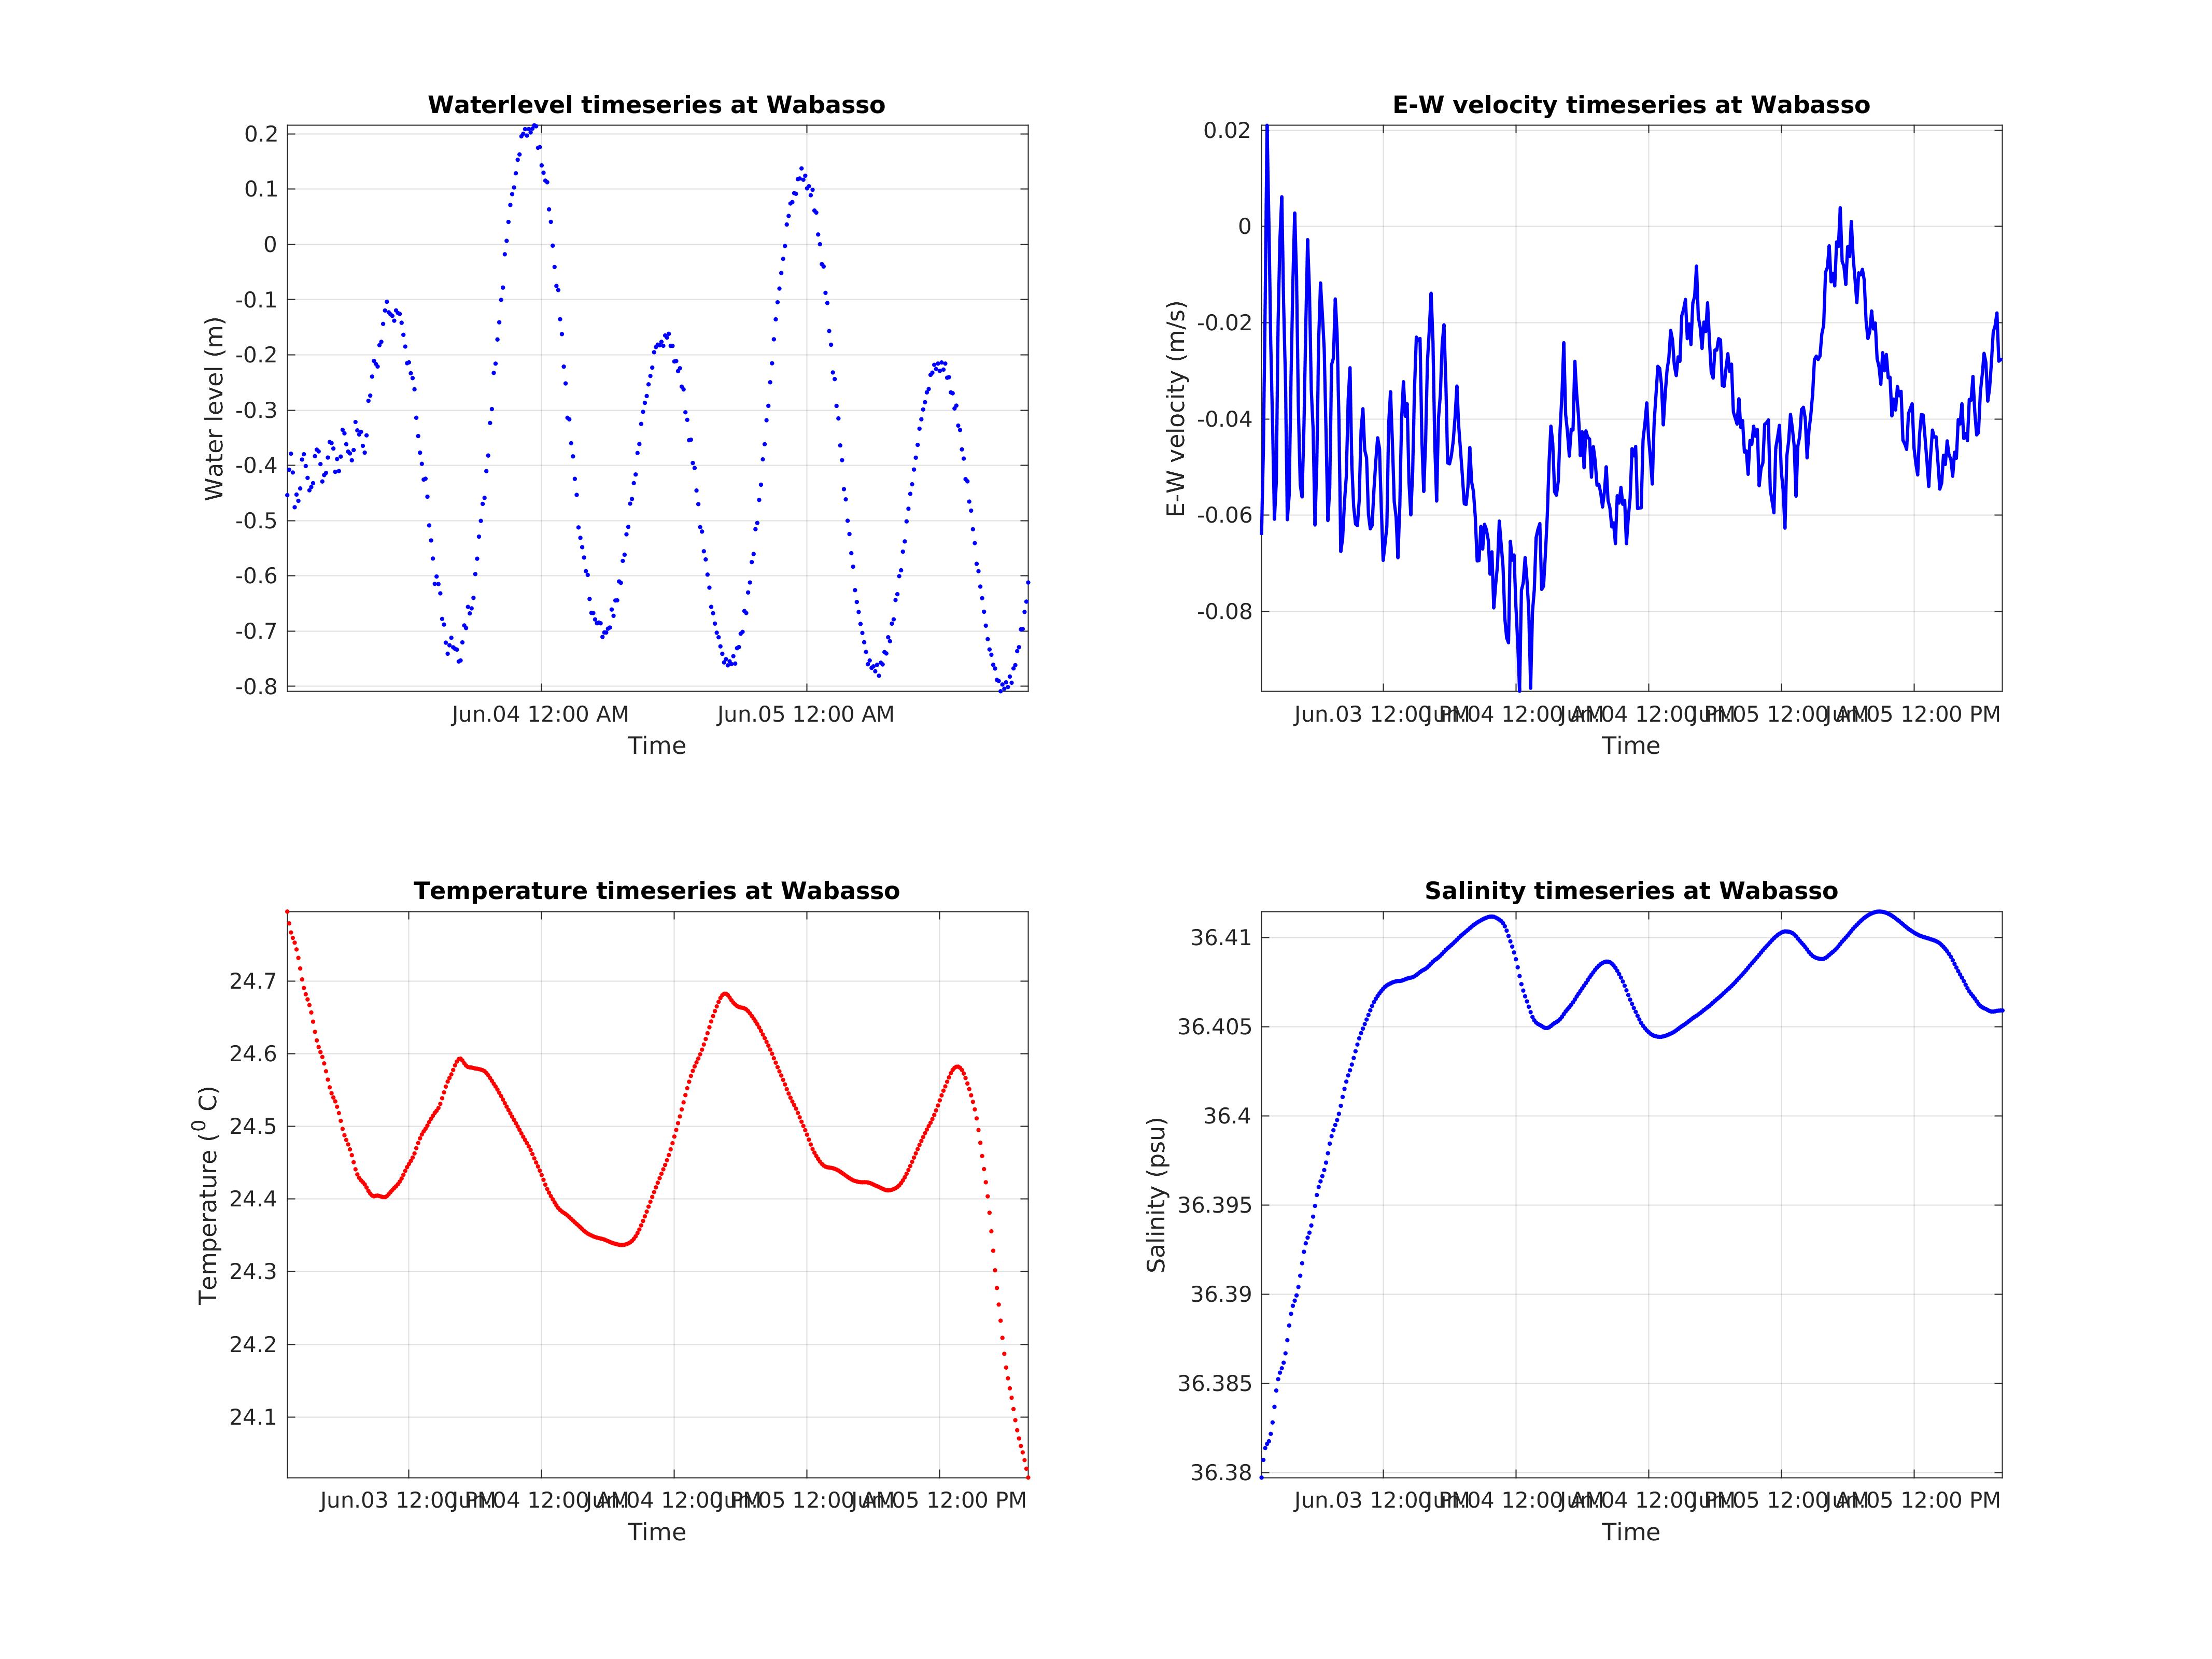 Waterlevel timeseries at Wabasso
0.2
0.1
0
-0.1
-0.2
-0.3
-0.4
-0.5
-0.6
-0.7
-0.8
Water level (m)
Jun.04 12:00 AM Jun.05 12:00 AM
Time
E-W velocity timeseries at Wabasso
0.02
0
-0.02
-0.04
-0.06
-0.08
E-W velocity (m/s)
Jun.03 12:00 PM Jun.04 12:00 AM Jun.04 12:00 PM Jun.05 12:00 AM Jun.05 12:00 PM
Time
Temperature timeseries at Wabasso
24.7
24.6
24.5
24.4
24.3
24.2
24.1
Temperature (⁰ C)
Jun.03 12:00 PM Jun.04 12:00 AM Jun.04 12:00 PM Jun.05 12:00 AM Jun.05 12:00 PM
Time
Salinity timeseries at Wabasso
36.41
36.405
36.4
36.395
36.39
36.385
36.38
Salinity (psu)
Jun.03 12:00 PM Jun.04 12:00 AM Jun.04 12:00 PM Jun.05 12:00 AM Jun.05 12:00 PM
Time